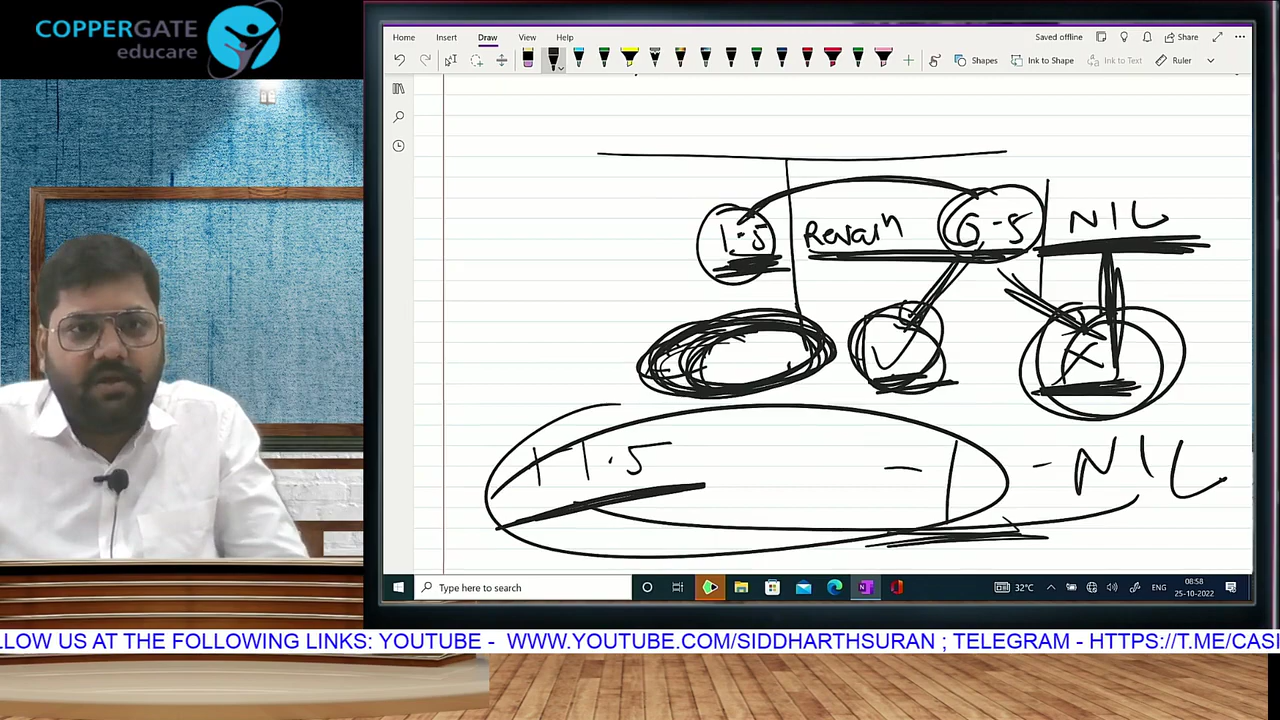 COPPERGATE
educare
Home Insert Draw View Help
Saved offline
Share
Shapes
Ink to Shape
Ink to Text
Ruler
1.5 Remain 6.5 NIL
+1.5 -1 - NIL
Type here to search
32°C
ENG
08:58
25-10-2022
LLOW US AT THE FOLLOWING LINKS: YOUTUBE - WWW.YOUTUBE.COM/SIDDHARTHSURAN ; TELEGRAM - HTTPS://T.ME/CASI